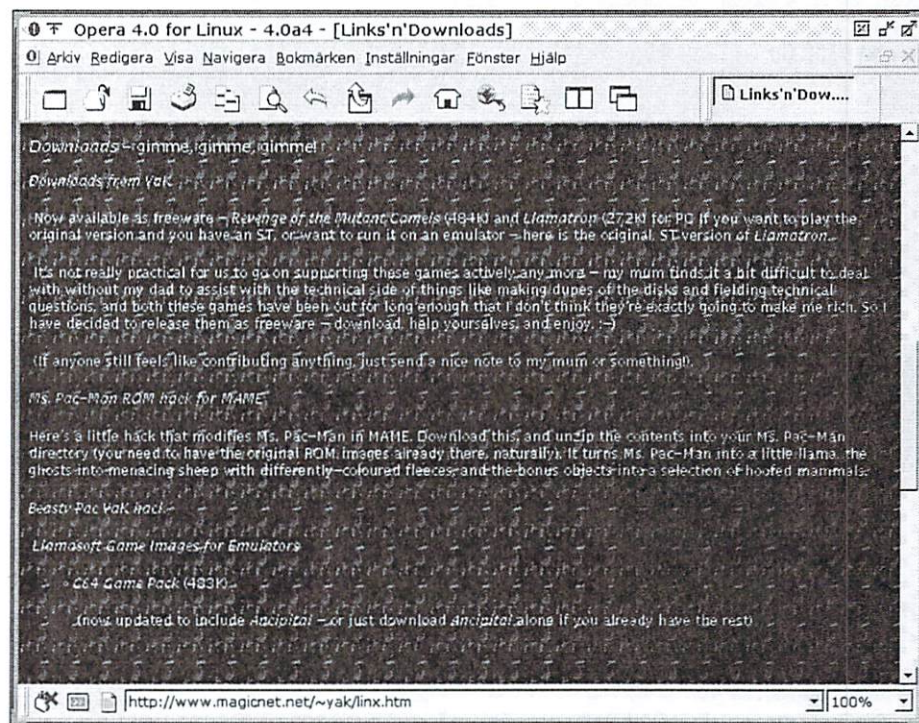 Opera 4.0 for Linux - 4.0a4 - [Links'n'Downloads]
Arkiv Redigera Visa Navigera Bokmärken Inställningar Fönster Hjälp
Links'n'Dow....
Downloads – gimme, gimme, gimme!
Downloads from YaK
Now available as freeware – Revenge of the Mutant Camels (484K) and Llamatron (272K) for PC If you want to play the
original version and you have an ST, or want to run it on an emulator – here is the original, ST version of Llamatron.
It's not really practical for us to go on supporting these games actively any more – my mum finds it a bit difficult to deal
with without my dad to assist with the technical side of things like making dupes of the disks and fielding technical
questions, and both these games have been out for long enough that I don't think they're exactly going to make me rich. So I
have decided to release them as freeware – download, help yourselves, and enjoy. :-)
(If anyone still feels like contributing anything, just send a nice note to my mum or something!).
Ms. Pac-Man ROM hack for MAME
Here's a little hack that modifies Ms. Pac-Man in MAME. Download this, and unzip the contents into your Ms. Pac-Man
directory (you need to have the original ROM images already there, naturally). It turns Ms. Pac-Man into a little llama, the
ghosts into menacing sheep with differently-coloured fleeces, and the bonus objects into a selection of hoofed mammals.
Beasty Pac YaK hack
Llamasoft Game Images for Emulators
C64 Game Pack (483K)
(now updated to include Ancipital – or just download Ancipital alone if you already have the rest)
http://www.magicnet.net/~yak/linx.htm
100%